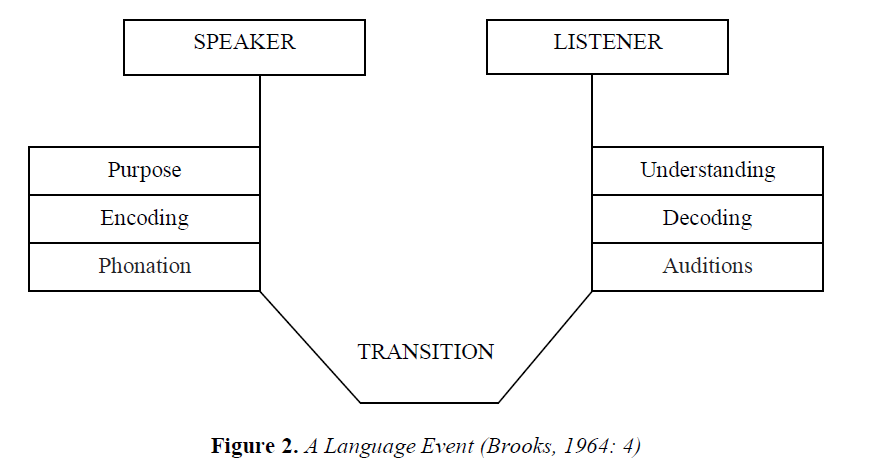 SPEAKER
LISTENER
Purpose
Encoding
Phonation
Understanding
Decoding
Auditions
TRANSITION
Figure 2. A Language Event (Brooks, 1964: 4)